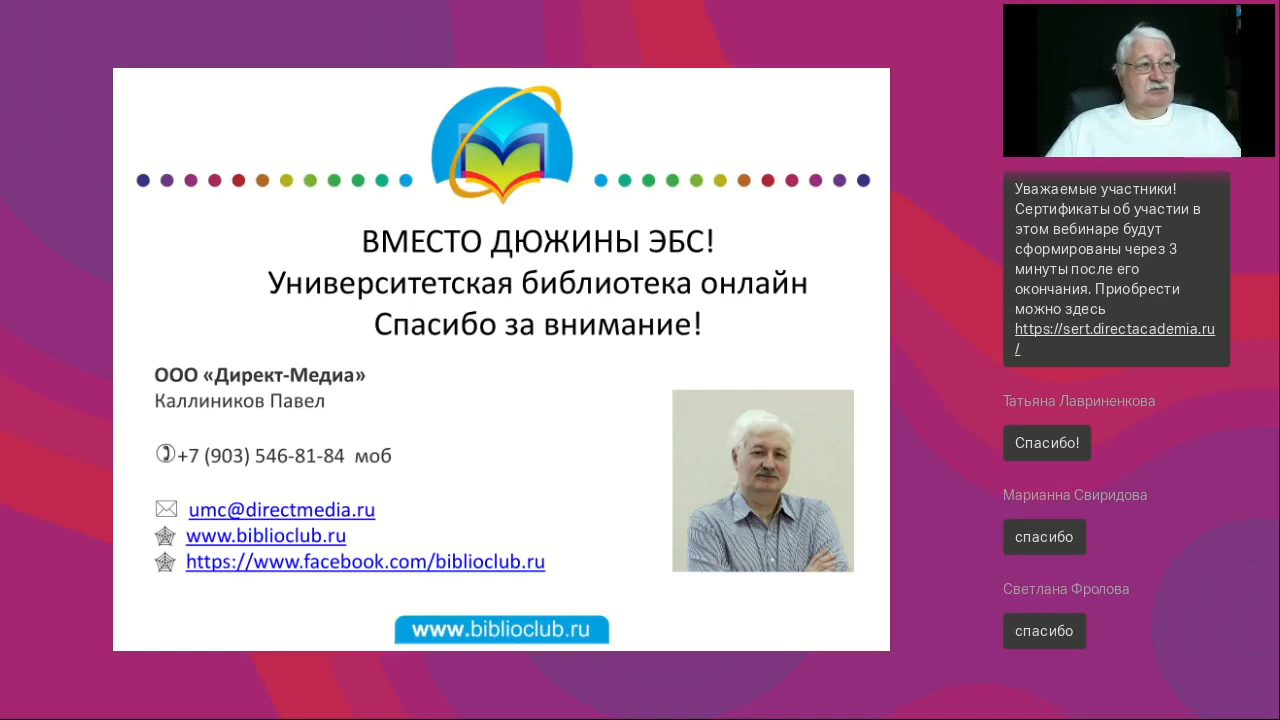 ВМЕСТО ДЮЖИНЫ ЭБС!
Университетская библиотека онлайн
Спасибо за внимание!
ООО «Директ-Медиа»
Каллиников Павел
+7 (903) 546-81-84 моб
umc@directmedia.ru
www.biblioclub.ru
https://www.facebook.com/biblioclub.ru
www.biblioclub.ru
Уважаемые участники!
Сертификаты об участии в
этом вебинаре будут
сформированы через 3
минуты после его
окончания. Приобрести
можно здесь
https://sert.directacademia.ru
/
Татьяна Лавриненкова
Спасибо!
Марианна Свиридова
спасибо
Светлана Фролова
спасибо